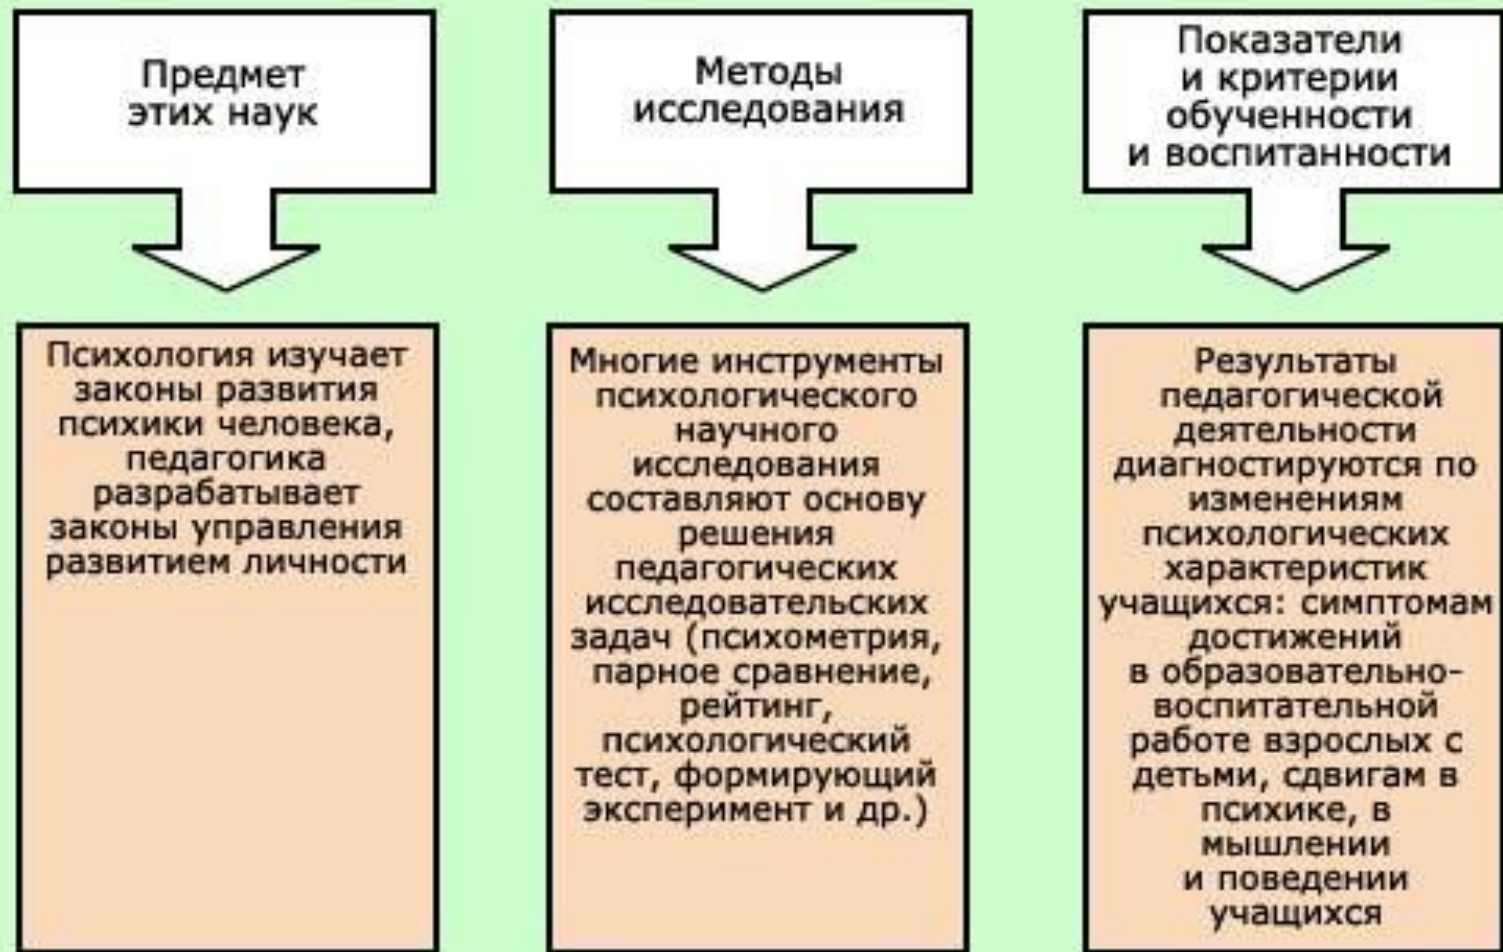 Предмет
этих наук
Методы
исследования
Показатели
и критерии
обученности
и воспитанности
Психология изучает
законы развития
психики человека,
педагогика
разрабатывает
законы управления
развитием личности
Многие инструменты
психологического
научного
исследования
составляют основу
решения
педагогических
исследовательских
задач (психометрия,
парное сравнение,
рейтинг,
психологический
тест, формирующий
эксперимент и др.)
Результаты
педагогической
деятельности
диагностируются по
изменениям
психологических
характеристик
учащихся: симптомам
достижений
в образовательно-
воспитательной
работе взрослых с
детьми, сдвигам в
психике, в
мышлении
и поведении
учащихся